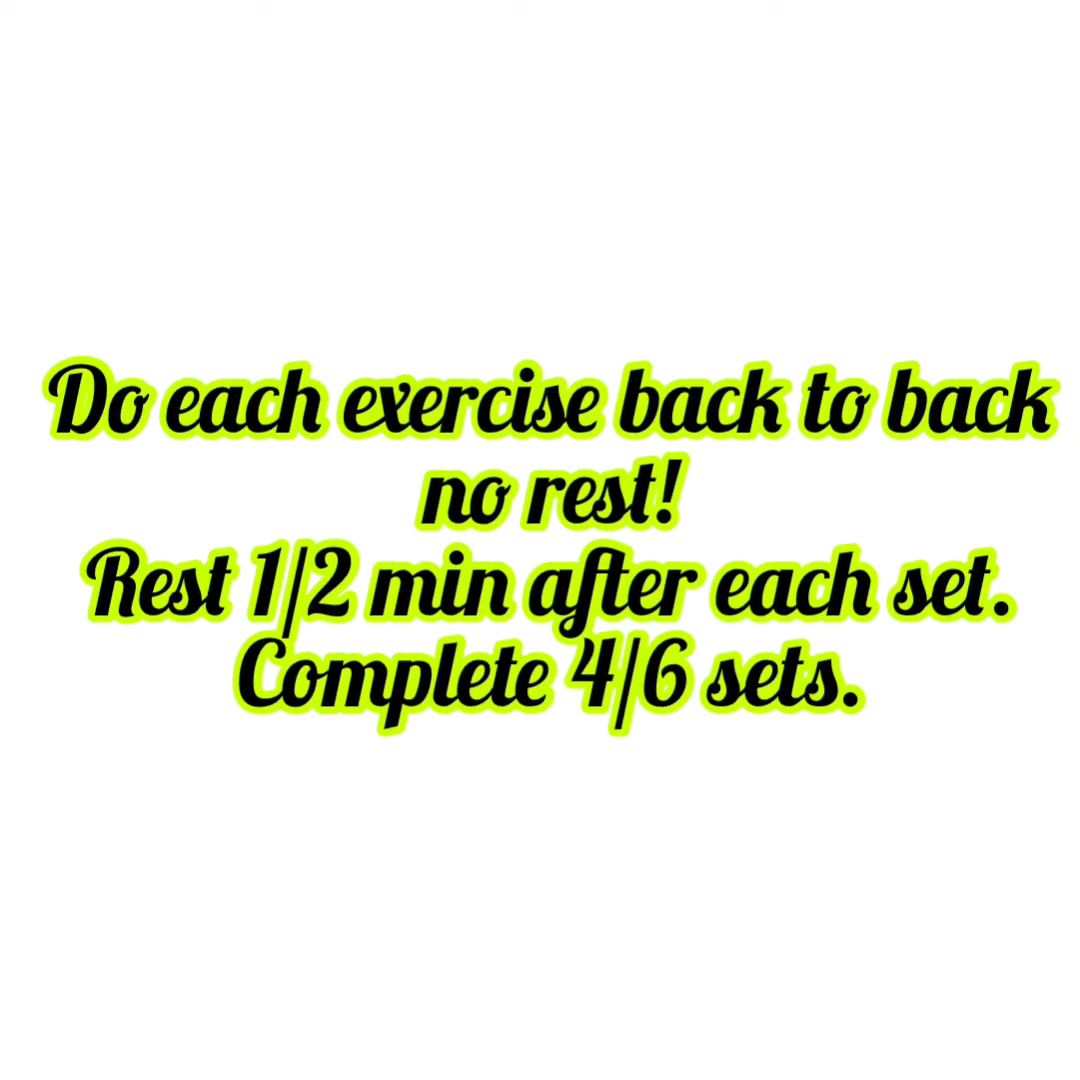 Do each exercise back to back
no rest!
Rest 1/2 min after each set.
Complete 4/6 sets.